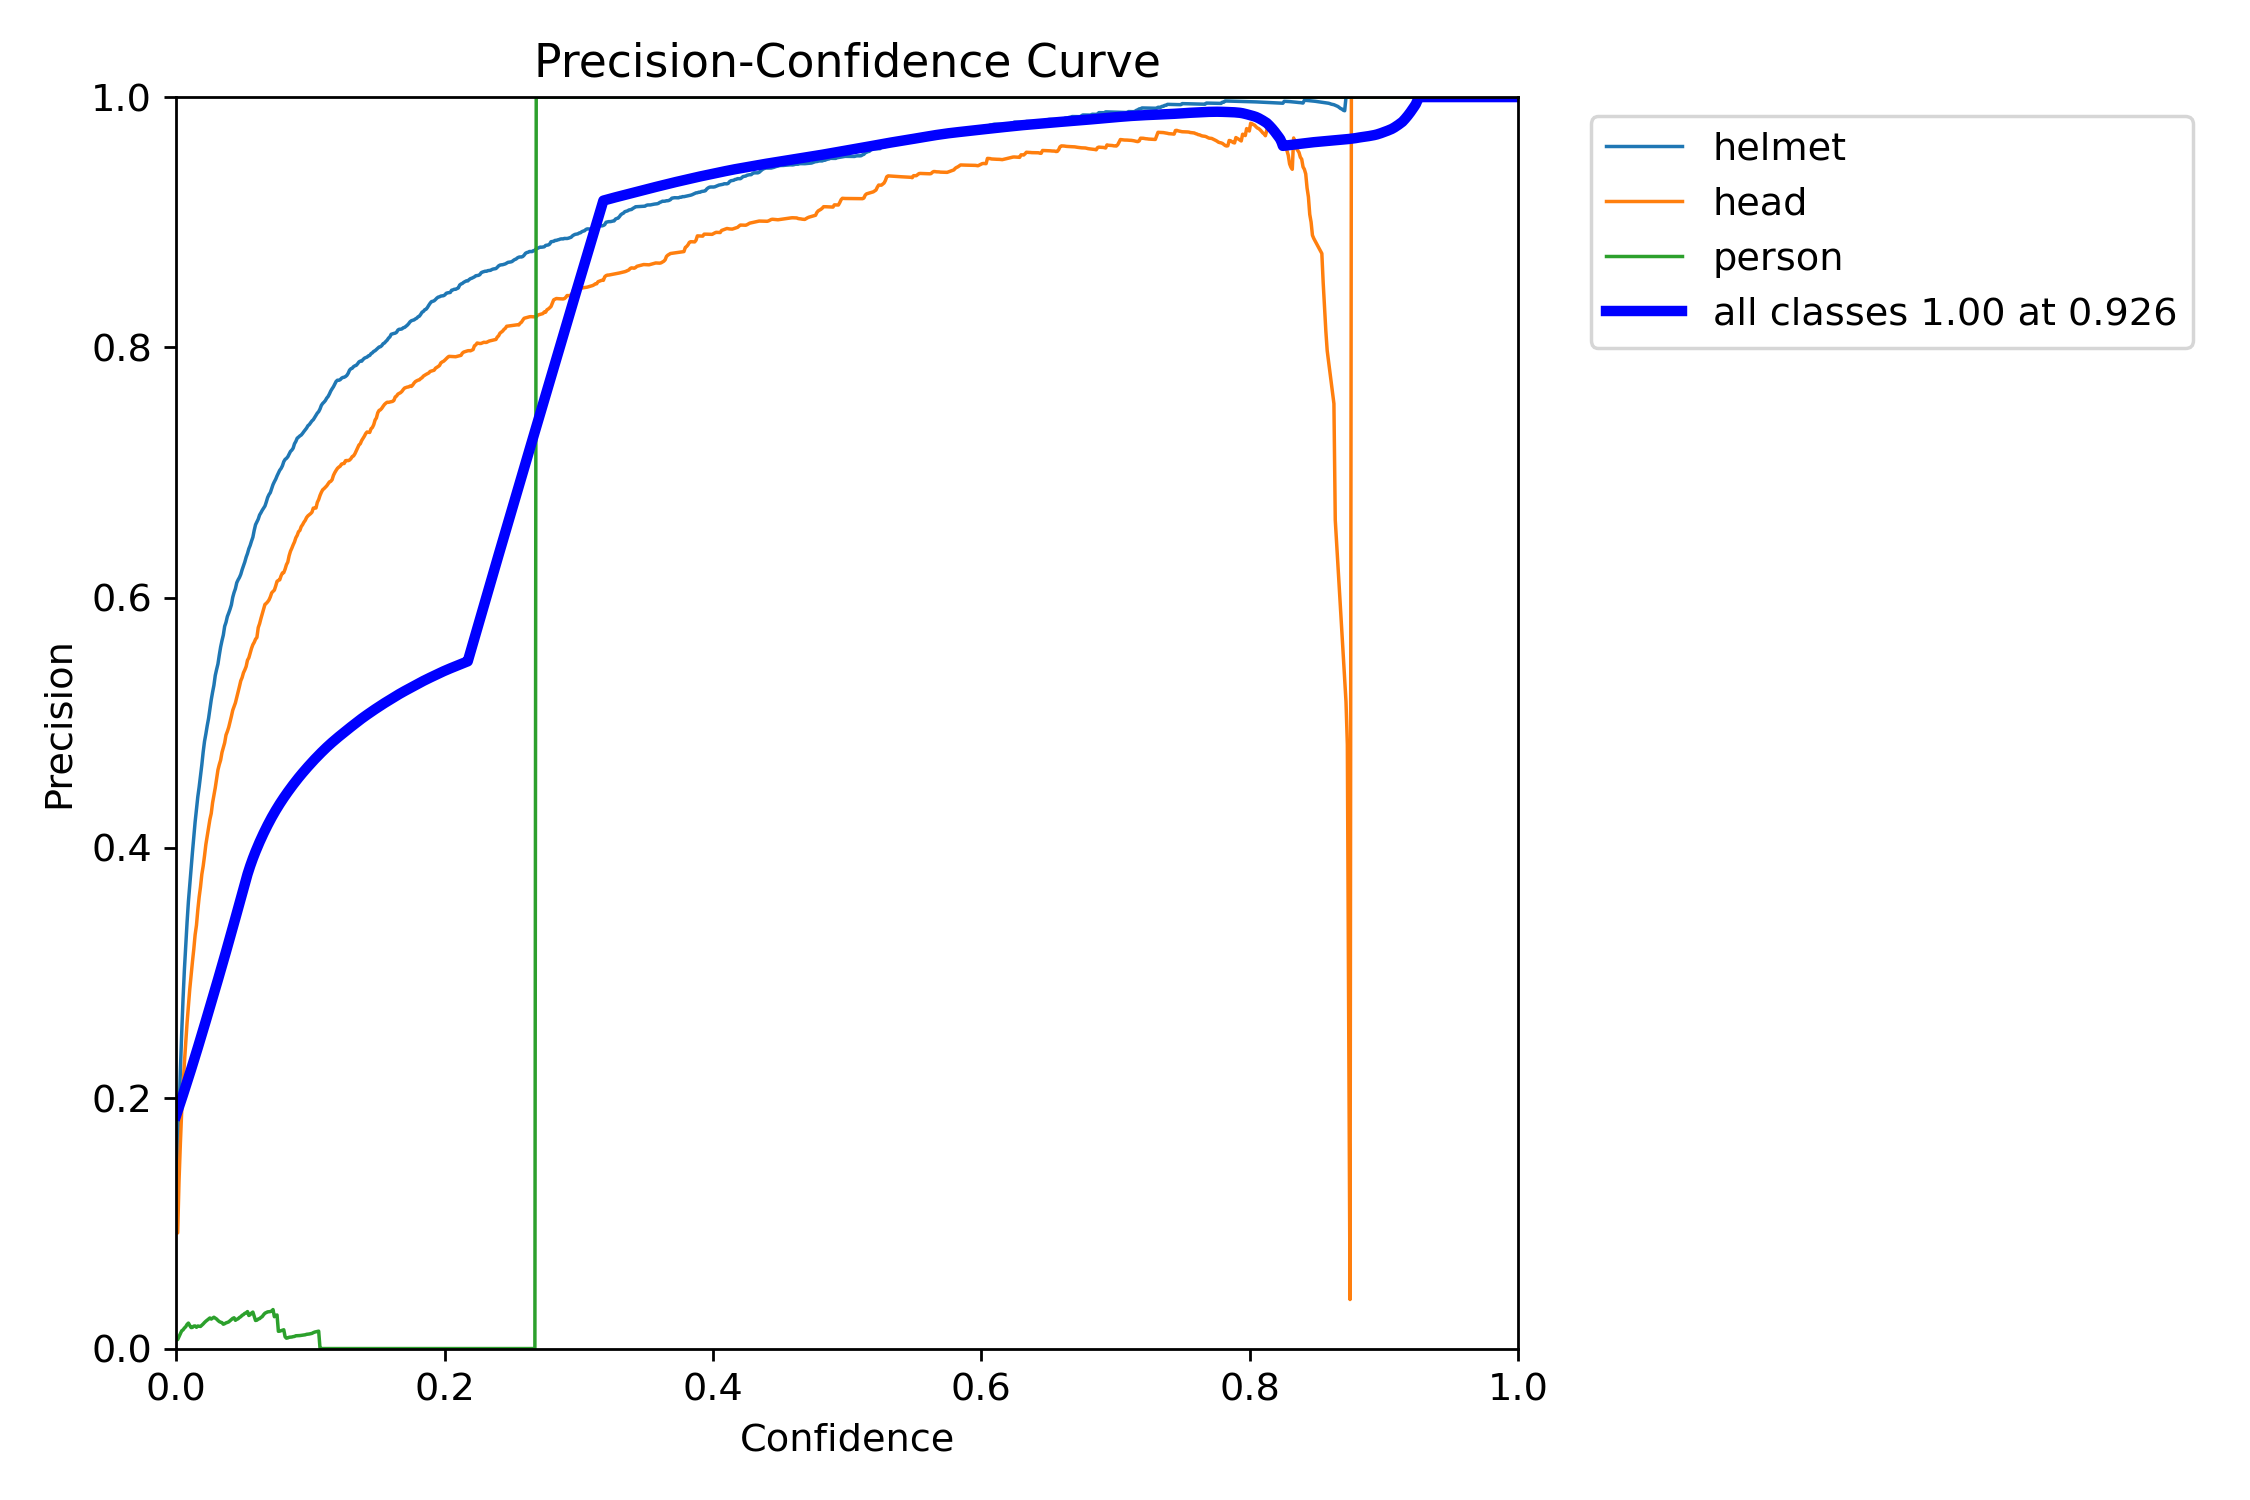 Precision-Confidence Curve
1.0
0.8
0.6
0.4
0.2
0.0
Precision
0.0 0.2 0.4 0.6 0.8 1.0
Confidence
helmet
head
person
all classes 1.00 at 0.926